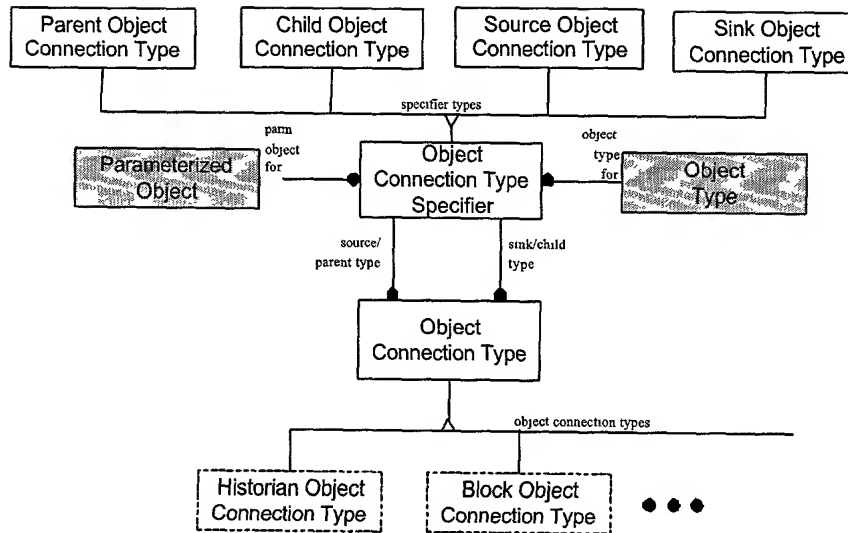 Parent Object
Connection Type
Child Object
Connection Type
Source Object
Connection Type
Sink Object
Connection Type
specifier types
parm
object
for
object
type
for
Parameterized
Object
Object
Connection Type
Specifier
Object
Type
source/
parent type
sink/child
type
Object
Connection Type
object connection types
Historian Object
Connection Type
Block Object
Connection Type